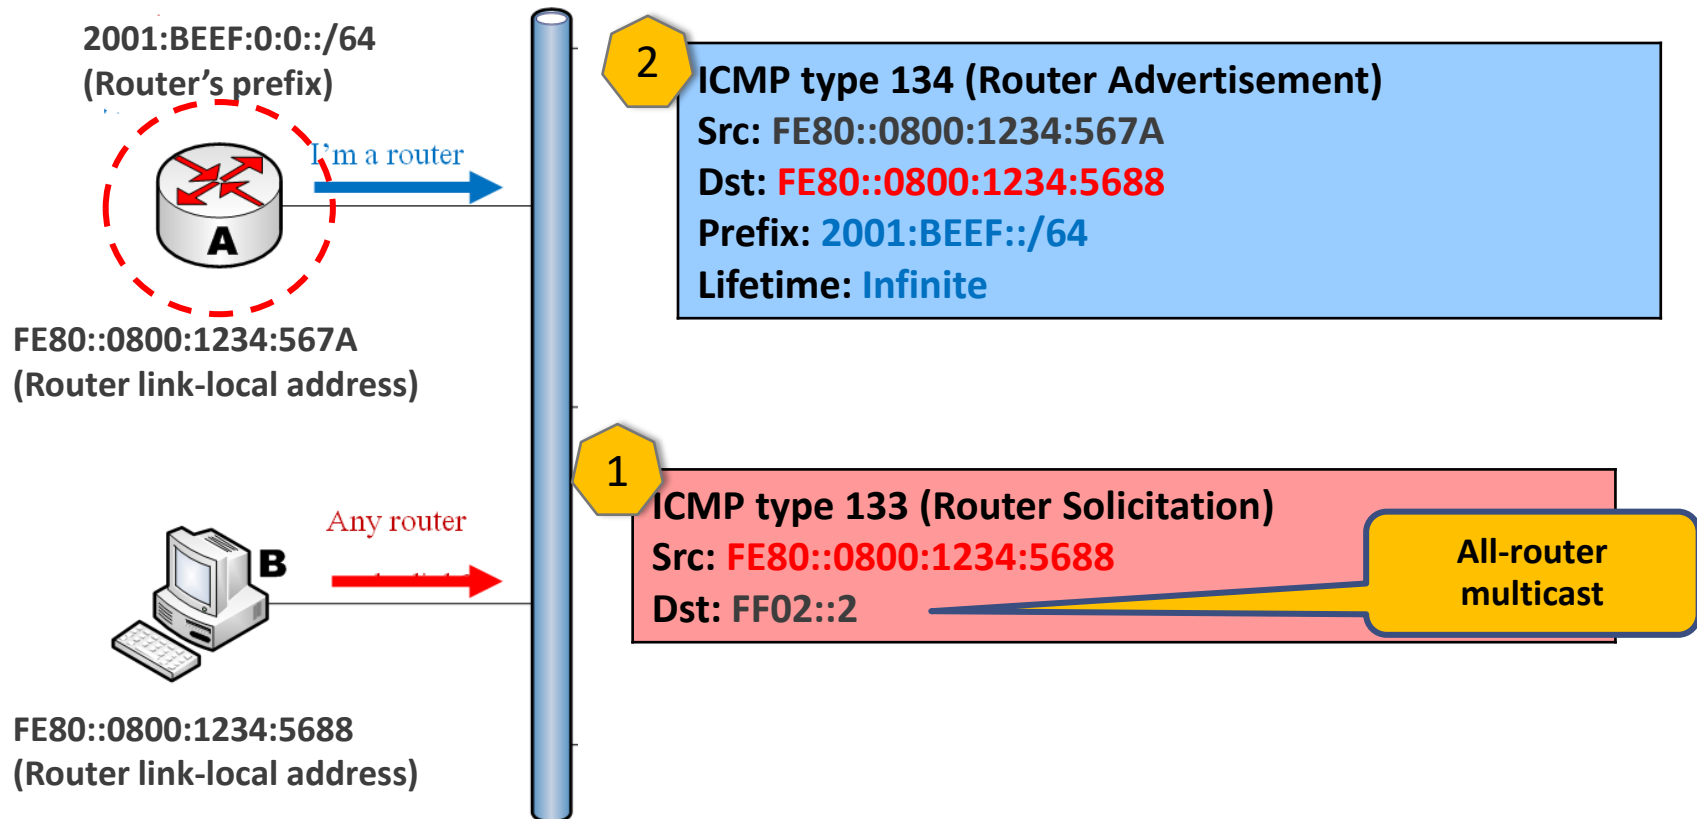 2001:BEEF:0:0::/64
(Router's prefix)
I'm a router
A
FE80::0800:1234:567A
(Router link-local address)
2
ICMP type 134 (Router Advertisement)
Src: FE80::0800:1234:567A
Dst: FE80::0800:1234:5688
Prefix: 2001:BEEF::/64
Lifetime: Infinite
1
ICMP type 133 (Router Solicitation)
Src: FE80::0800:1234:5688
Dst: FF02::2
All-router
multicast
Any router
B
FE80::0800:1234:5688
(Router link-local address)